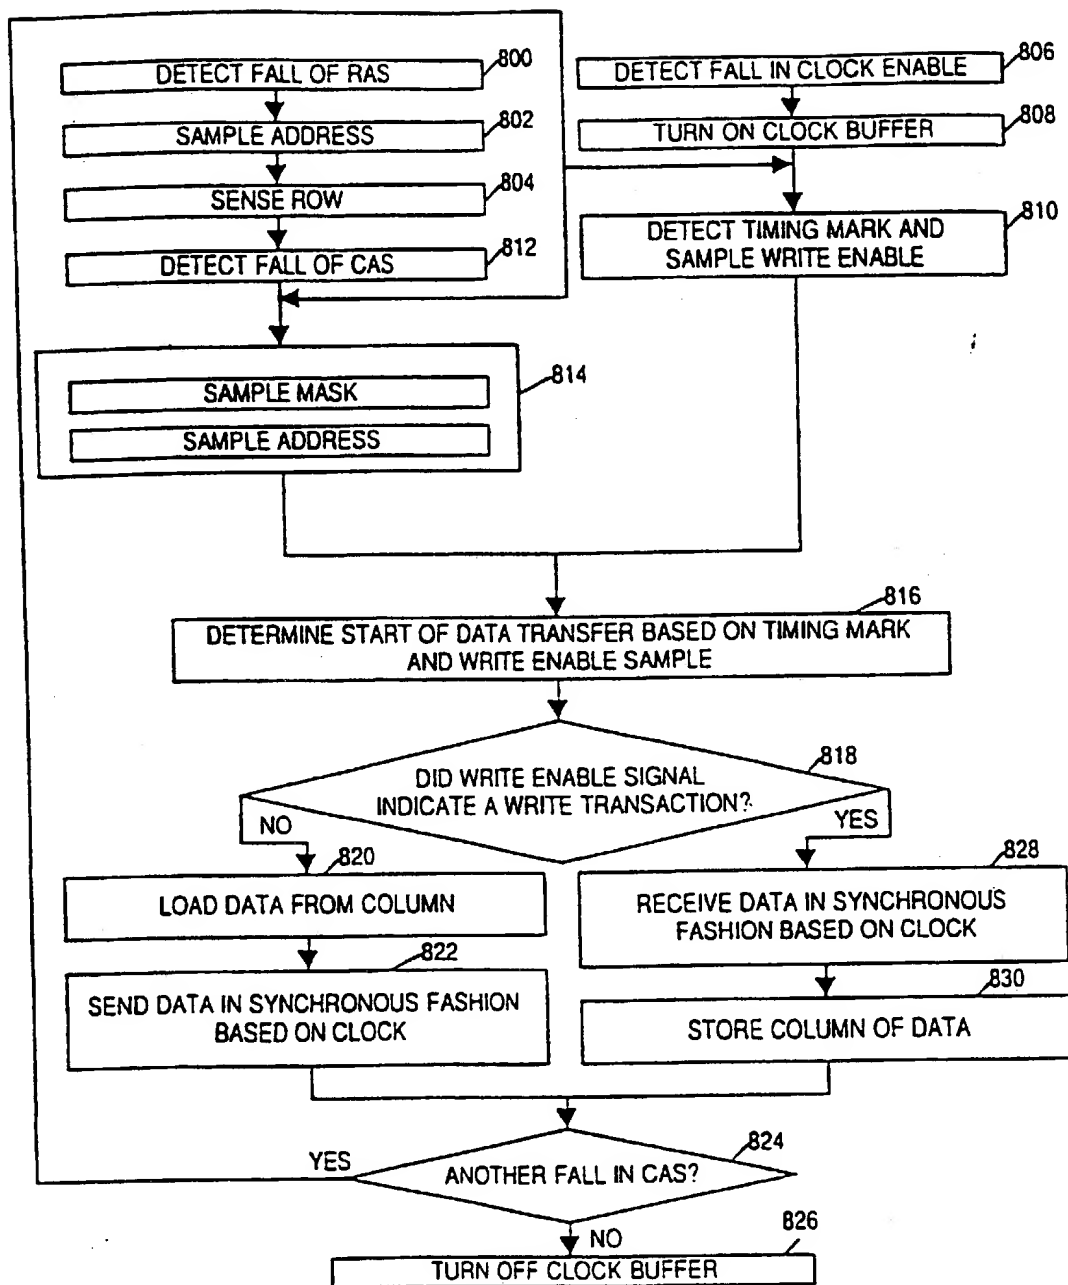 DETECT FALL OF RAS
800
SAMPLE ADDRESS
802
SENSE ROW
804
DETECT FALL OF CAS
812
DETECT FALL IN CLOCK ENABLE
806
TURN ON CLOCK BUFFER
808
DETECT TIMING MARK AND
SAMPLE WRITE ENABLE
810
SAMPLE MASK
SAMPLE ADDRESS
814
816
DETERMINE START OF DATA TRANSFER BASED ON TIMING MARK
AND WRITE ENABLE SAMPLE
818
DID WRITE ENABLE SIGNAL
INDICATE A WRITE TRANSACTION?
NO
YES
820
LOAD DATA FROM COLUMN
822
SEND DATA IN SYNCHRONOUS FASHION
BASED ON CLOCK
828
RECEIVE DATA IN SYNCHRONOUS
FASHION BASED ON CLOCK
830
STORE COLUMN OF DATA
824
YES
ANOTHER FALL IN CAS?
NO
826
TURN OFF CLOCK BUFFER